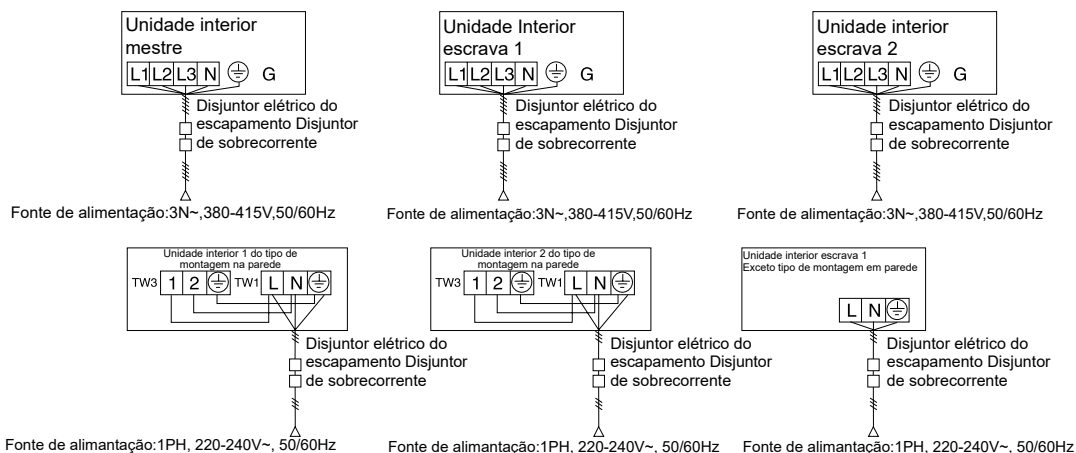 Unidade interior
mestre
L1 L2 L3 N G
Disjuntor elétrico do
escapamento Disjuntor
de sobrecorrente
Fonte de alimentação:3N~,380-415V,50/60Hz
Unidade Interior
escrava 1
L1 L2 L3 N G
Disjuntor elétrico do
escapamento Disjuntor
de sobrecorrente
Fonte de alimentação:3N~,380-415V,50/60Hz
Unidade interior
escrava 2
L1 L2 L3 N G
Disjuntor elétrico do
escapamento Disjuntor
de sobrecorrente
Fonte de alimentação:3N~,380-415V,50/60Hz
Unidade interior 1 do tipo de
montagem na parede
TW3 1 2 TW1 L N
Disjuntor elétrico do
escapamento Disjuntor
de sobrecorrente
Fonte de alimantação:1PH, 220-240V~, 50/60Hz
Unidade interior 2 do tipo de
montagem na parede
TW3 1 2 TW1 L N
Disjuntor elétrico do
escapamento Disjuntor
de sobrecorrente
Fonte de alimantação:1PH, 220-240V~, 50/60Hz
Unidade interior escrava 1
Exceto tipo de montagem em parede
L N
Disjuntor elétrico do
escapamento Disjuntor
de sobrecorrente
Fonte de alimantação:1PH, 220-240V~, 50/60Hz